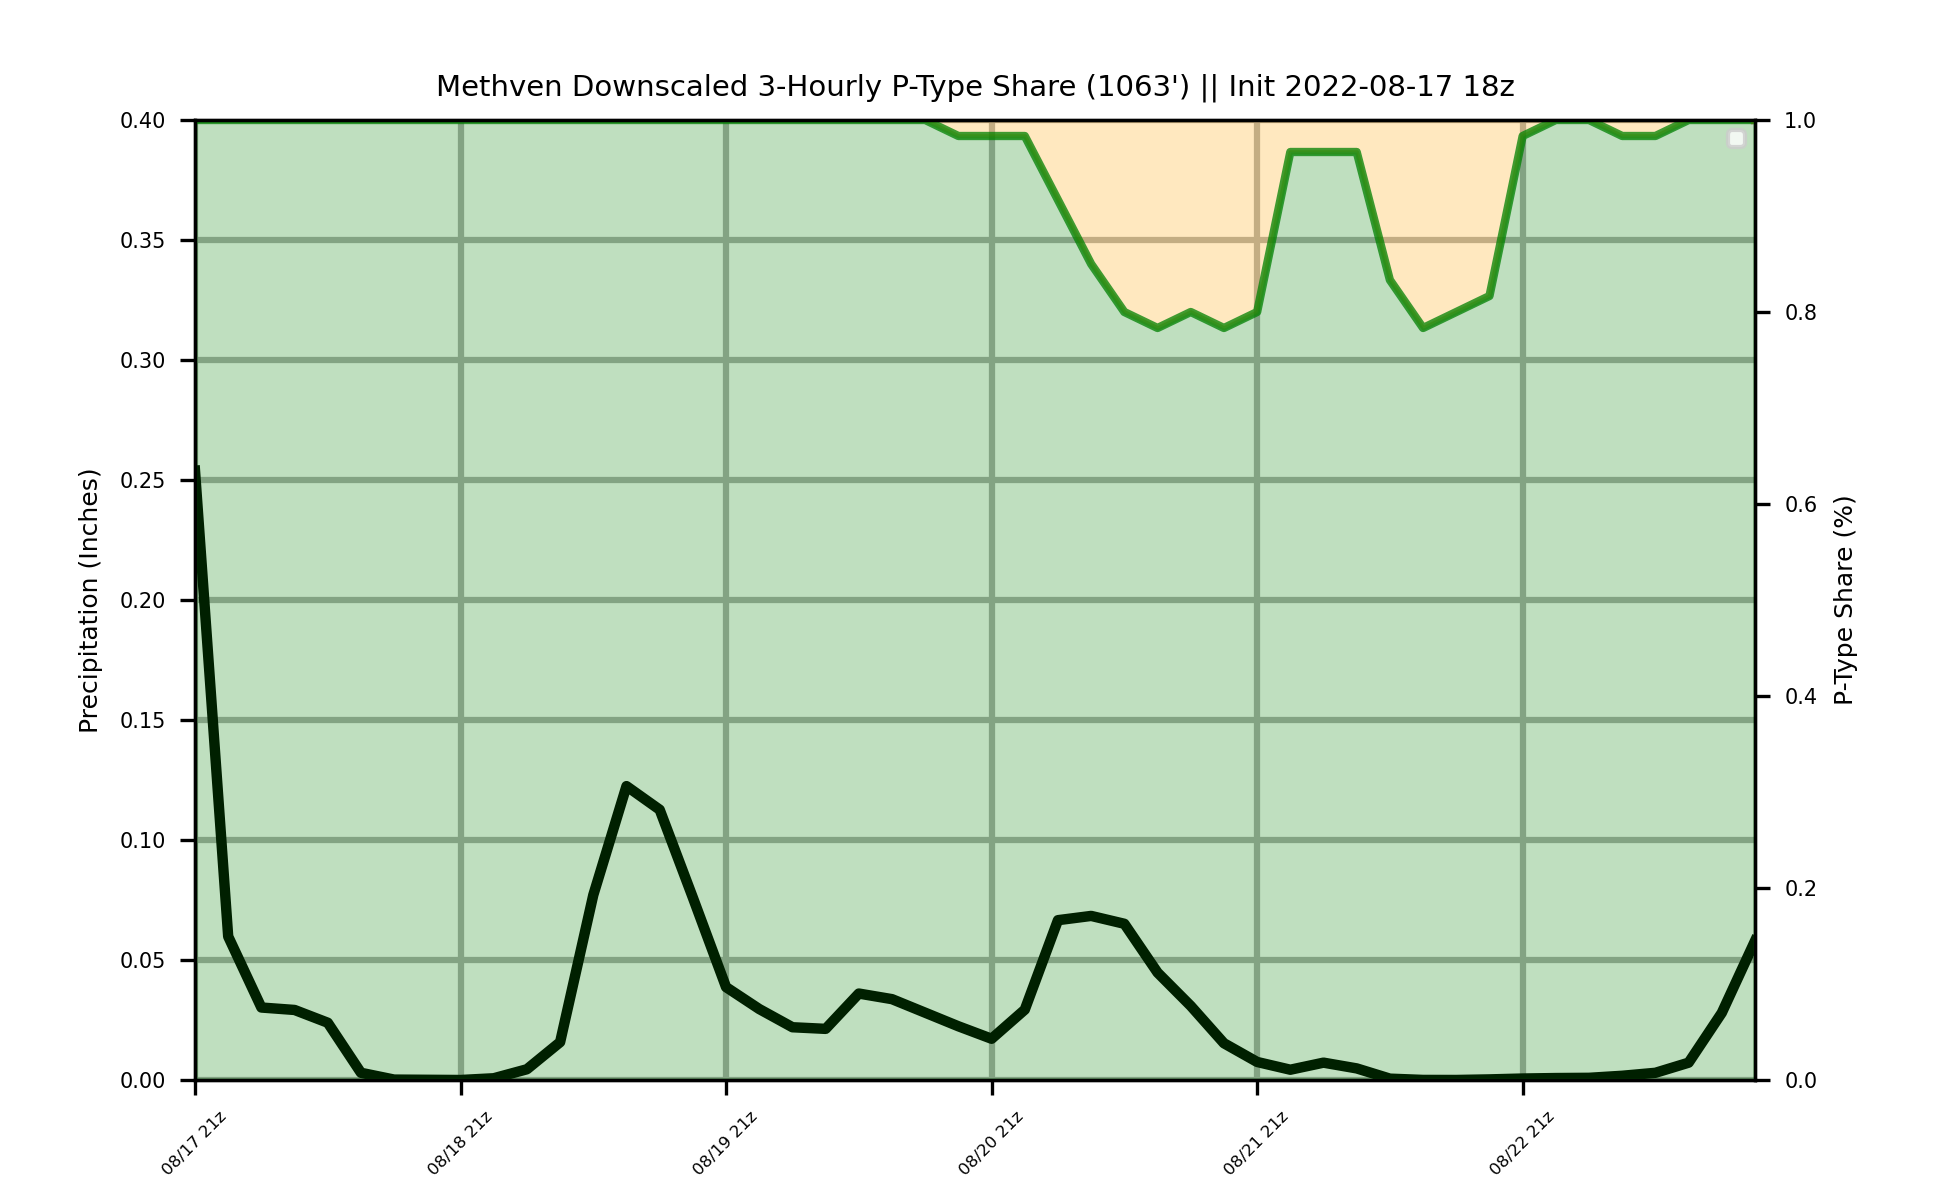 Methven Downscaled 3-Hourly P-Type Share (1063') || Init 2022-08-17 18z
Precipitation (Inches)
0.40
0.35
0.30
0.25
0.20
0.15
0.10
0.05
0.00
1.0
0.8
0.6
0.4
0.2
0.0
P-Type Share (%)
08/17 21z
08/18 21z
08/19 21z
08/20 21z
08/21 21z
08/22 21z